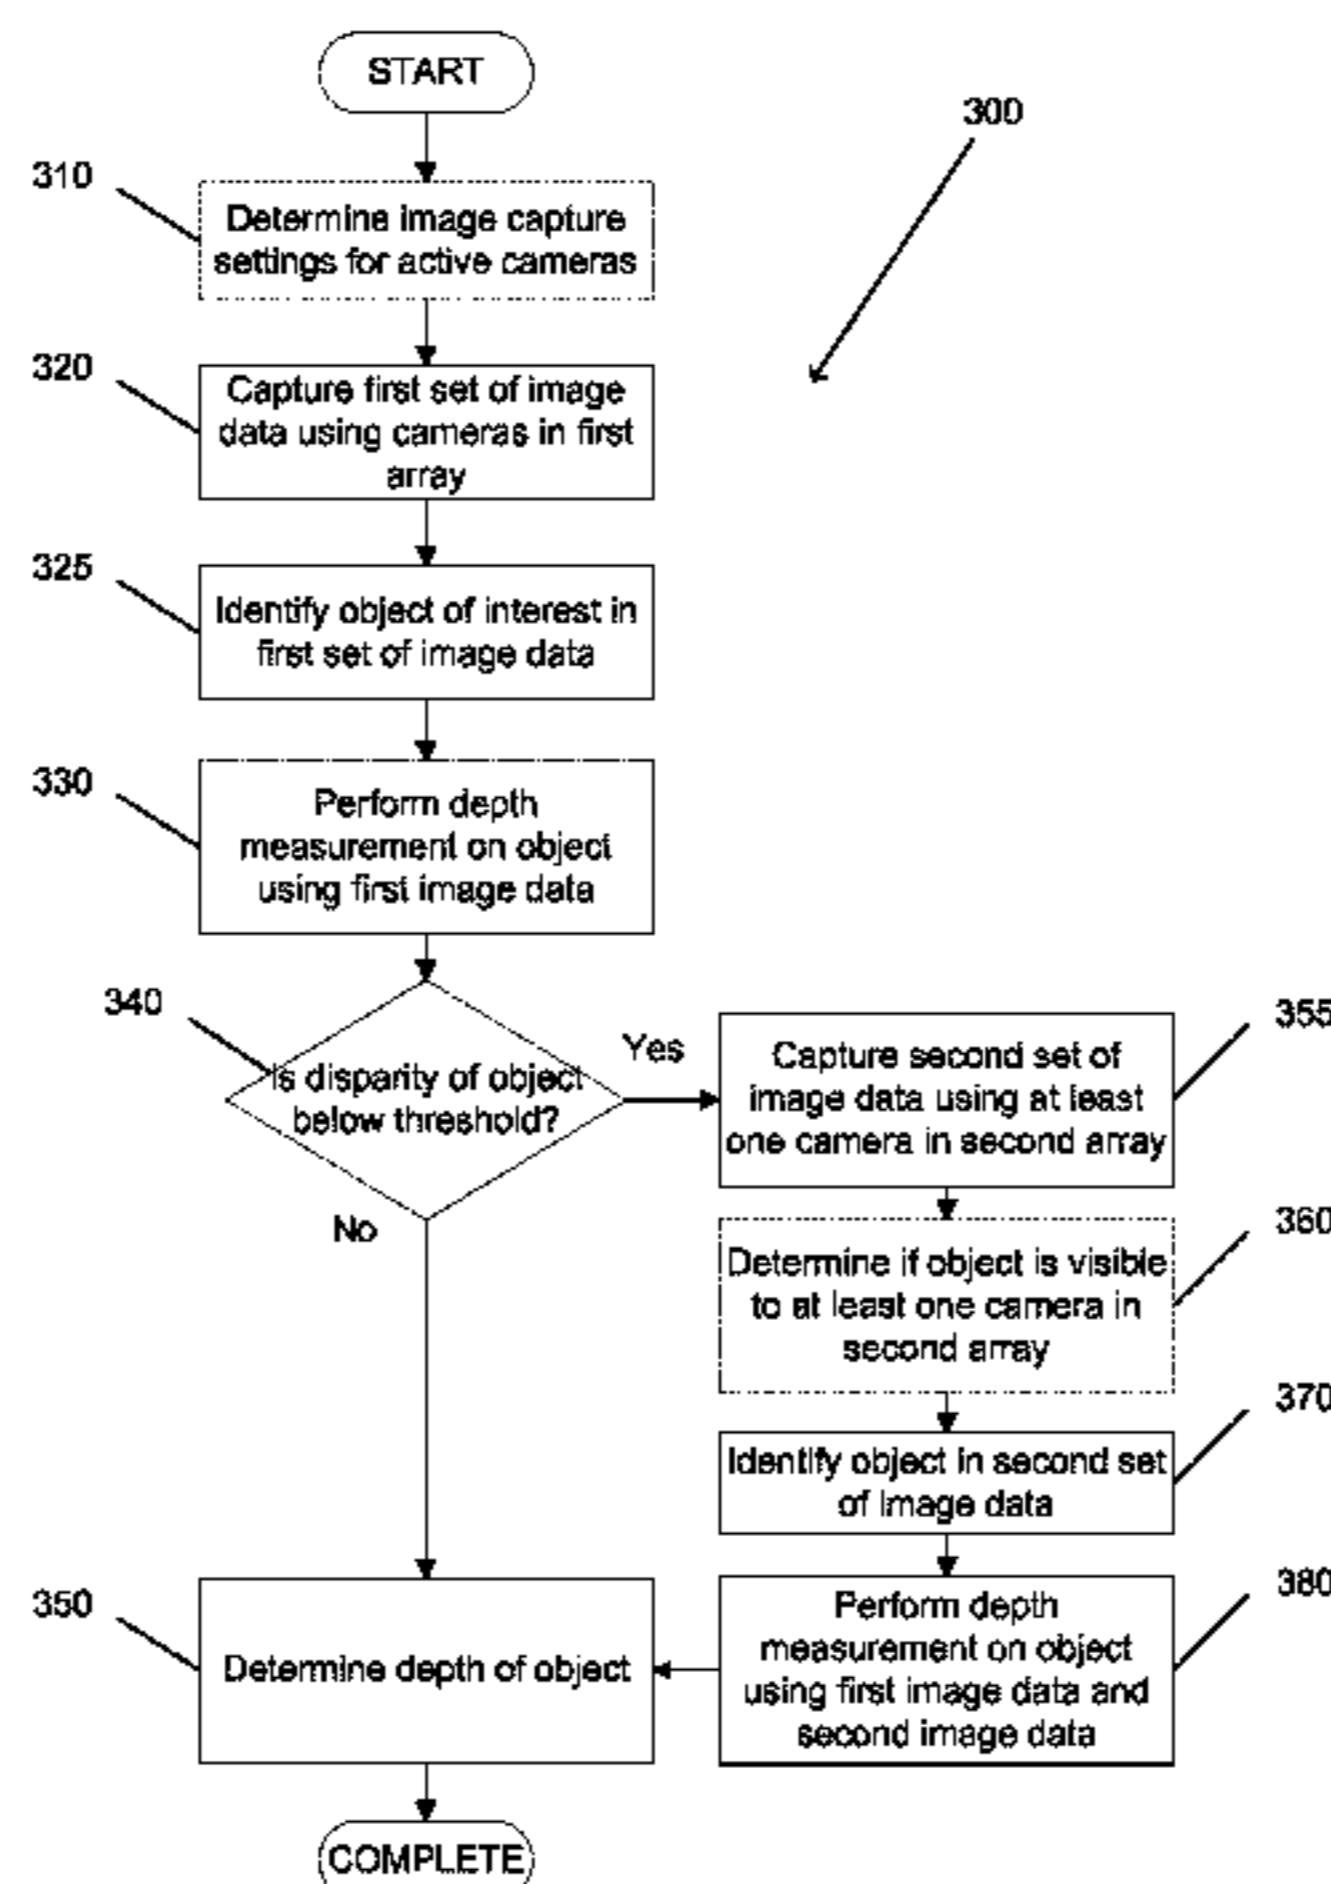 START
300
310
Determine image capture
settings for active cameras
320
Capture first set of image
data using cameras in first
array
325
Identify object of interest in
first set of image data
330
Perform depth
measurement on object
using first image data
340
Is disparity of object
below threshold?
Yes
No
355
Capture second set of
image data using at least
one camera in second array
360
Determine if object is visible
to at least one camera in
second array
370
Identify object in second set
of image data
380
Perform depth
measurement on object
using first image data and
second image data
350
Determine depth of object
COMPLETE